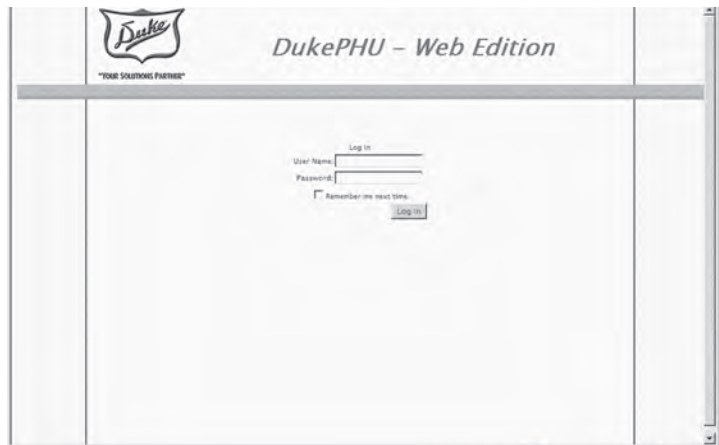 Duke
"YOUR SOLUTIONS PARTNER"
DukePHU – Web Edition
Log In
User Name:
Password:
Remember me next time.
Log In